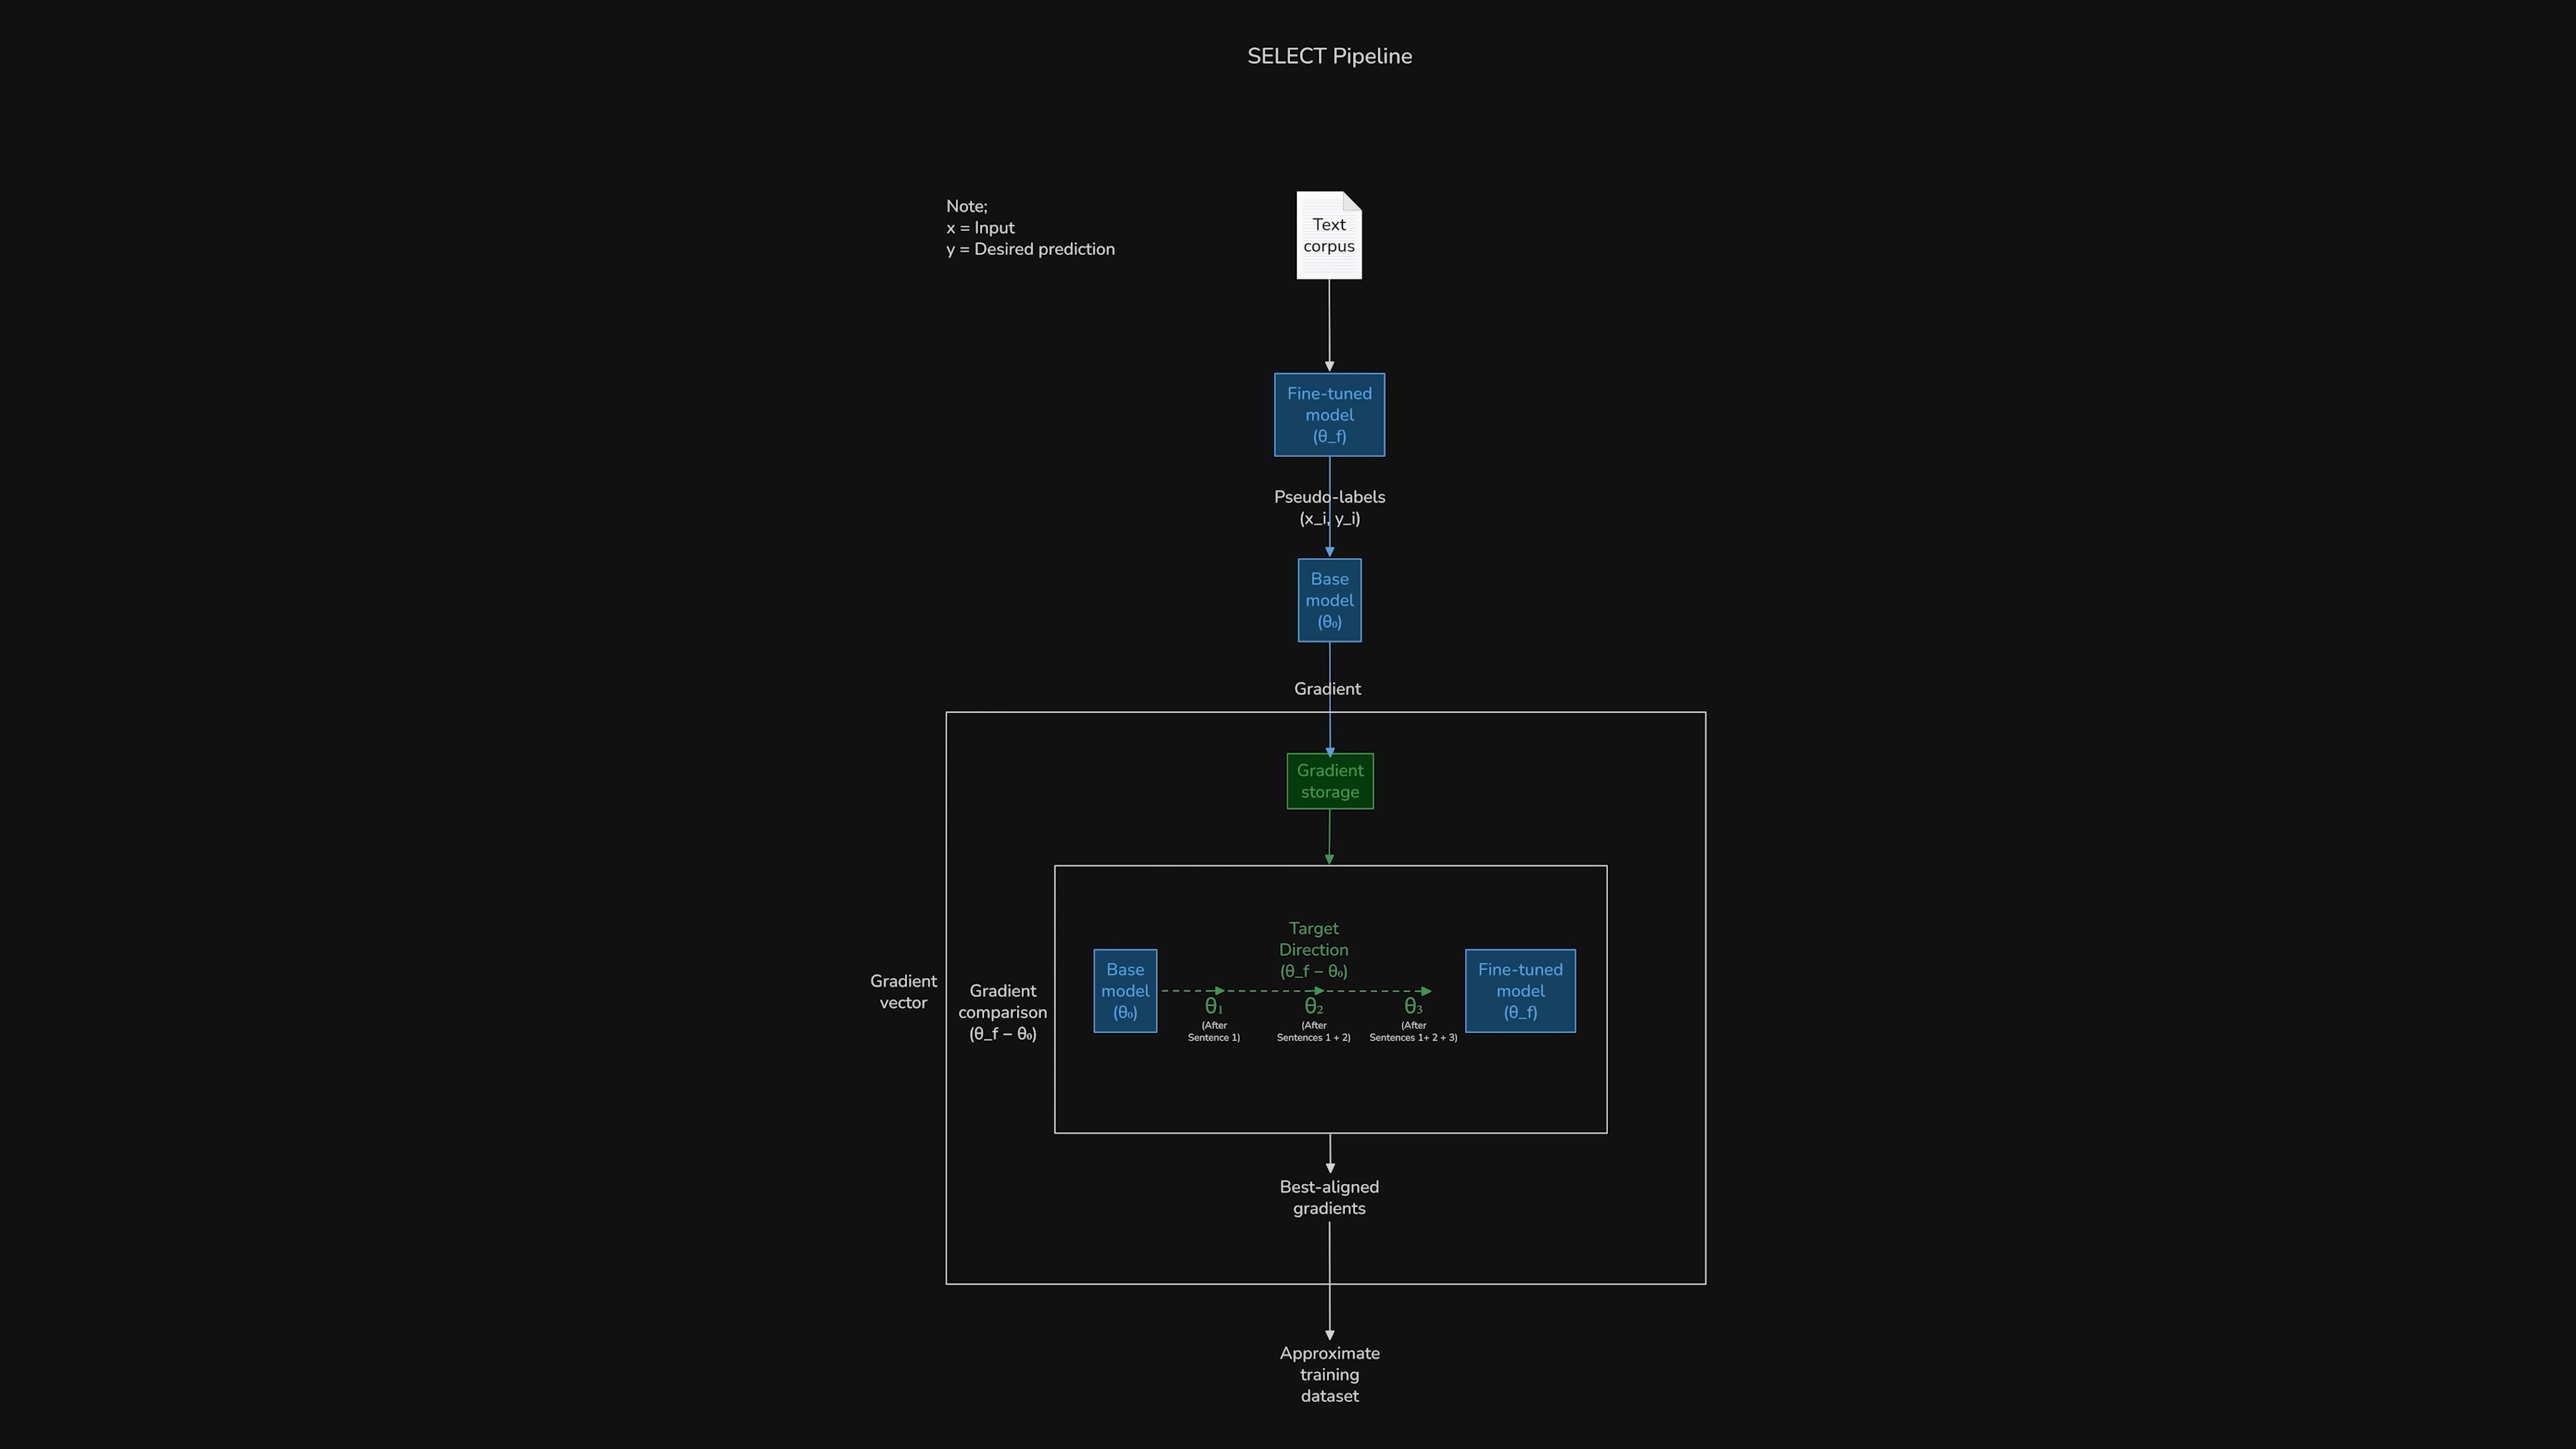 SELECT Pipeline
Note;
x = Input
y = Desired prediction
Text
corpus
Fine-tuned
model
(θ_f)
Pseudo-labels
(x_i, y_i)
Base
model
(θ₀)
Gradient
Gradient
storage
Gradient
vector
Gradient
comparison
(θ_f – θ₀)
Base
model
(θ₀)
Target
Direction
(θ_f – θ₀)
θ₁
(After
Sentence 1)
θ₂
(After
Sentences 1 + 2)
θ₃
(After
Sentences 1+ 2 + 3)
Fine-tuned
model
(θ_f)
Best-aligned
gradients
Approximate
training
dataset